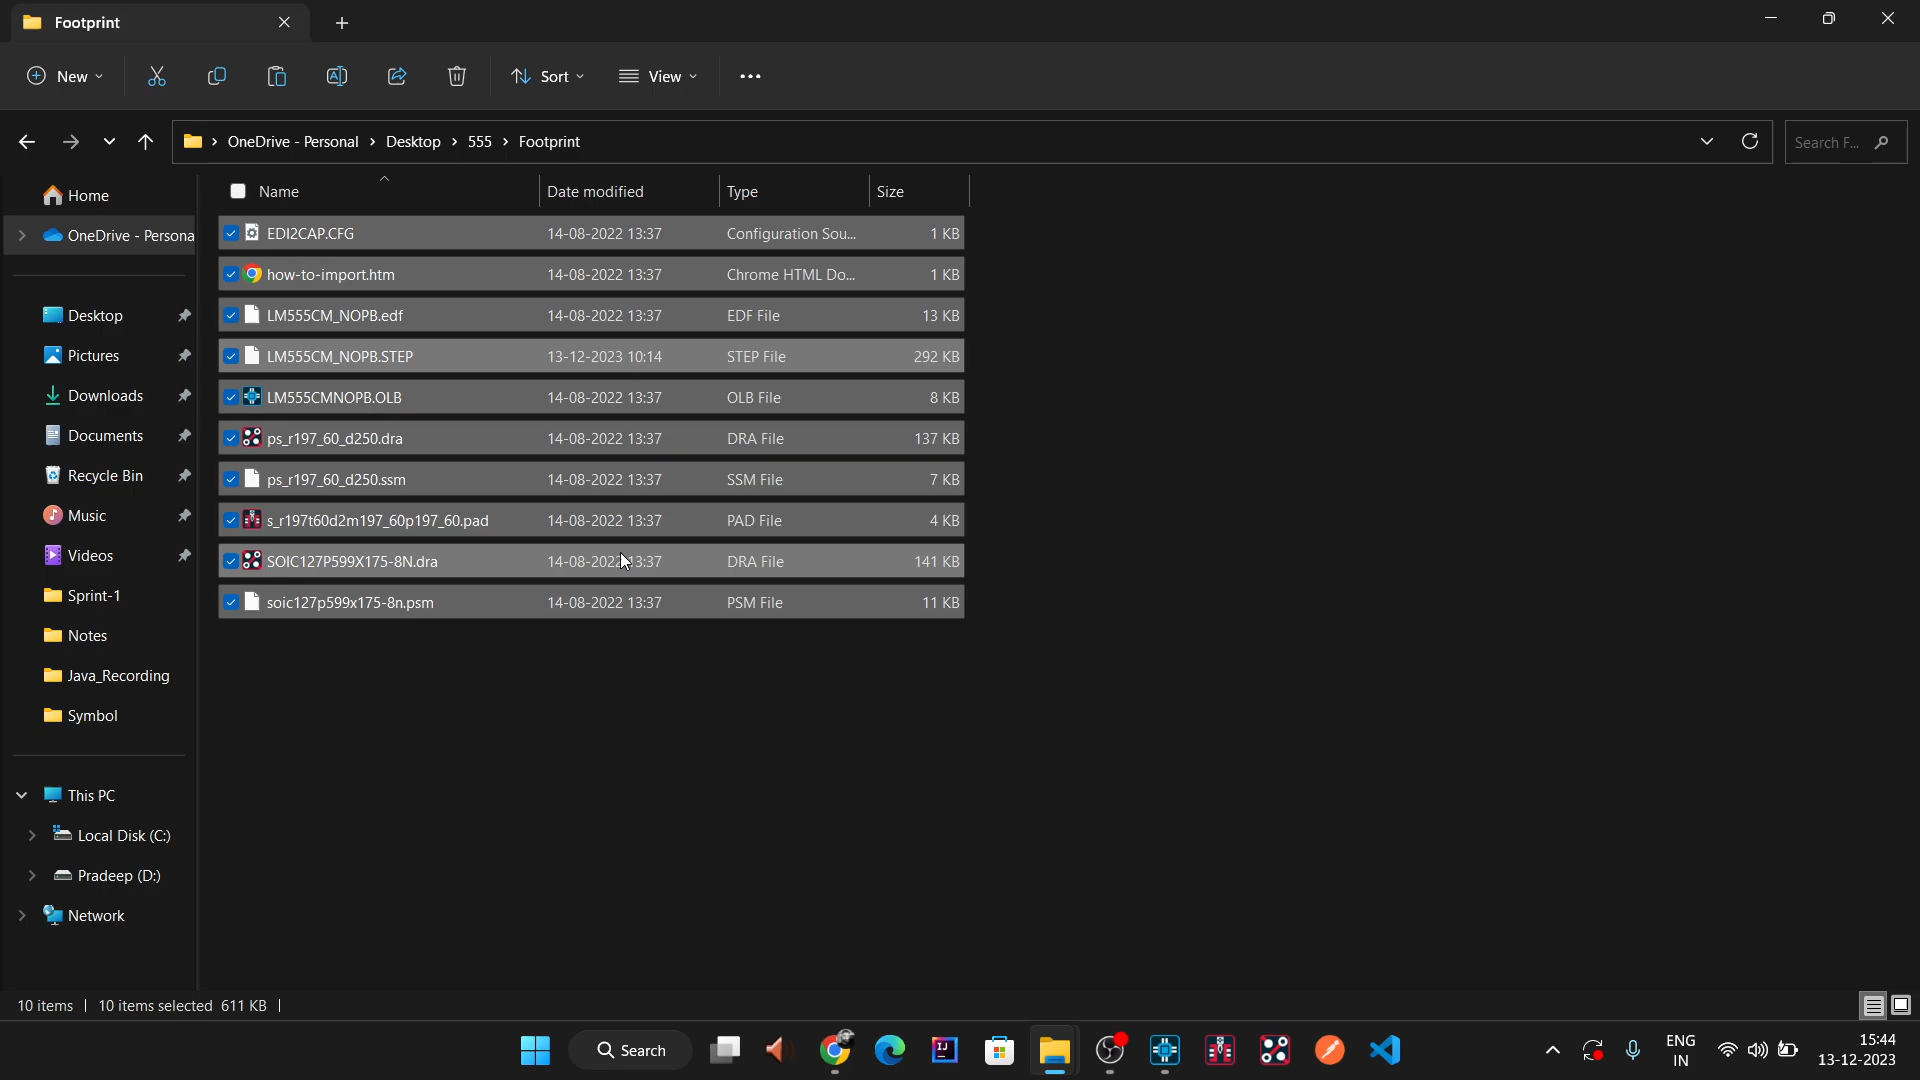 Footprint
New
Sort
View
OneDrive - Personal
Desktop
555
Footprint
Search F...
Name
Date modified
Type
Size
Home
OneDrive - Persona
Desktop
Pictures
Downloads
Documents
Recycle Bin
Music
Videos
Sprint-1
Notes
Java_Recording
Symbol
This PC
Local Disk (C:)
Pradeep (D:)
Network
EDI2CAP.CFG 14-08-2022 13:37 Configuration Sou... 1 KB
how-to-import.htm 14-08-2022 13:37 Chrome HTML Do... 1 KB
LM555CM_NOPB.edf 14-08-2022 13:37 EDF File 13 KB
LM555CM_NOPB.STEP 13-12-2023 10:14 STEP File 292 KB
LM555CMNOPB.OLB 14-08-2022 13:37 OLB File 8 KB
ps_r197_60_d250.dra 14-08-2022 13:37 DRA File 137 KB
ps_r197_60_d250.ssm 14-08-2022 13:37 SSM File 7 KB
s_r197t60d2m197_60p197_60.pad 14-08-2022 13:37 PAD File 4 KB
SOIC127P599X175-8N.dra 14-08-2022 13:37 DRA File 141 KB
soic127p599x175-8n.psm 14-08-2022 13:37 PSM File 11 KB
10 items
10 items selected 611 KB
Search
ENG
IN
15:44
13-12-2023